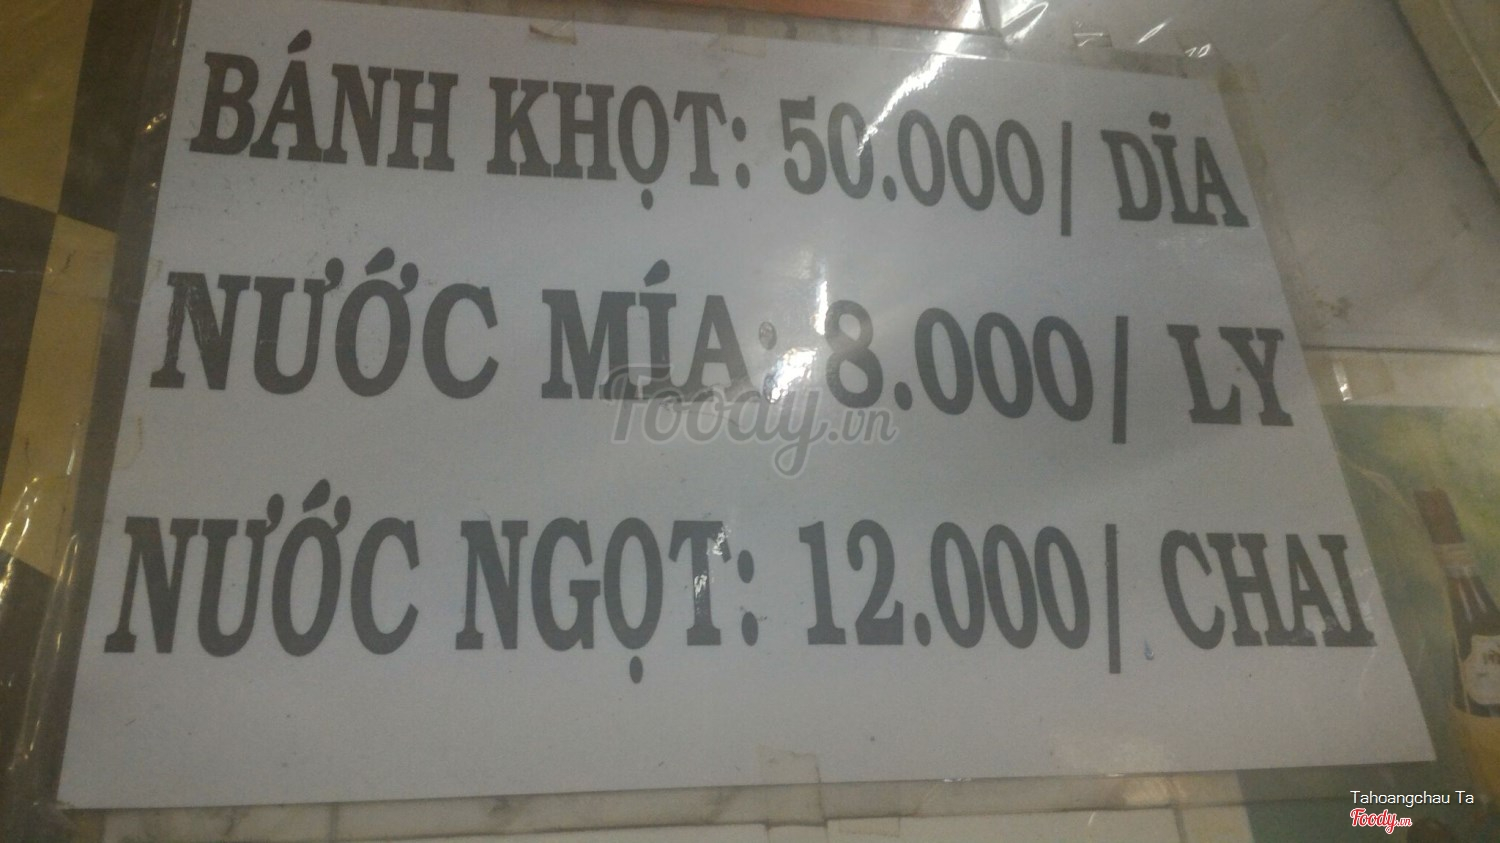 BÁNH KHỌT: 50.000/ DĨA
NƯỚC MÍA: 8.000/ LY
Foody.vn
NƯỚC NGỌT: 12.000/ CHAI
Tahoangchau Ta
Foody.vn